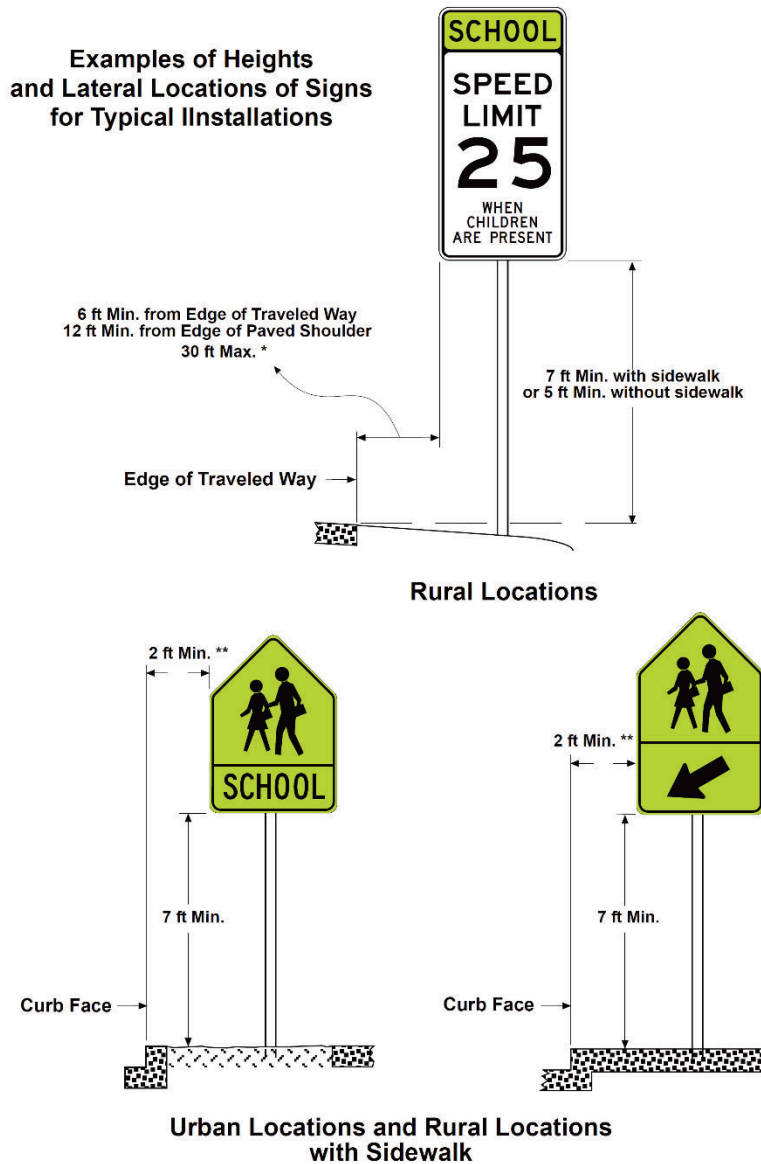 Examples of Heights
and Lateral Locations of Signs
for Typical IInstallations
SCHOOL
SPEED
LIMIT
25
WHEN
CHILDREN
ARE PRESENT
6 ft Min. from Edge of Traveled Way
12 ft Min. from Edge of Paved Shoulder
30 ft Max. *
7 ft Min. with sidewalk
or 5 ft Min. without sidewalk
Edge of Traveled Way
Rural Locations
2 ft Min. **
SCHOOL
7 ft Min.
Curb Face
2 ft Min. **
7 ft Min.
Curb Face
Urban Locations and Rural Locations
with Sidewalk